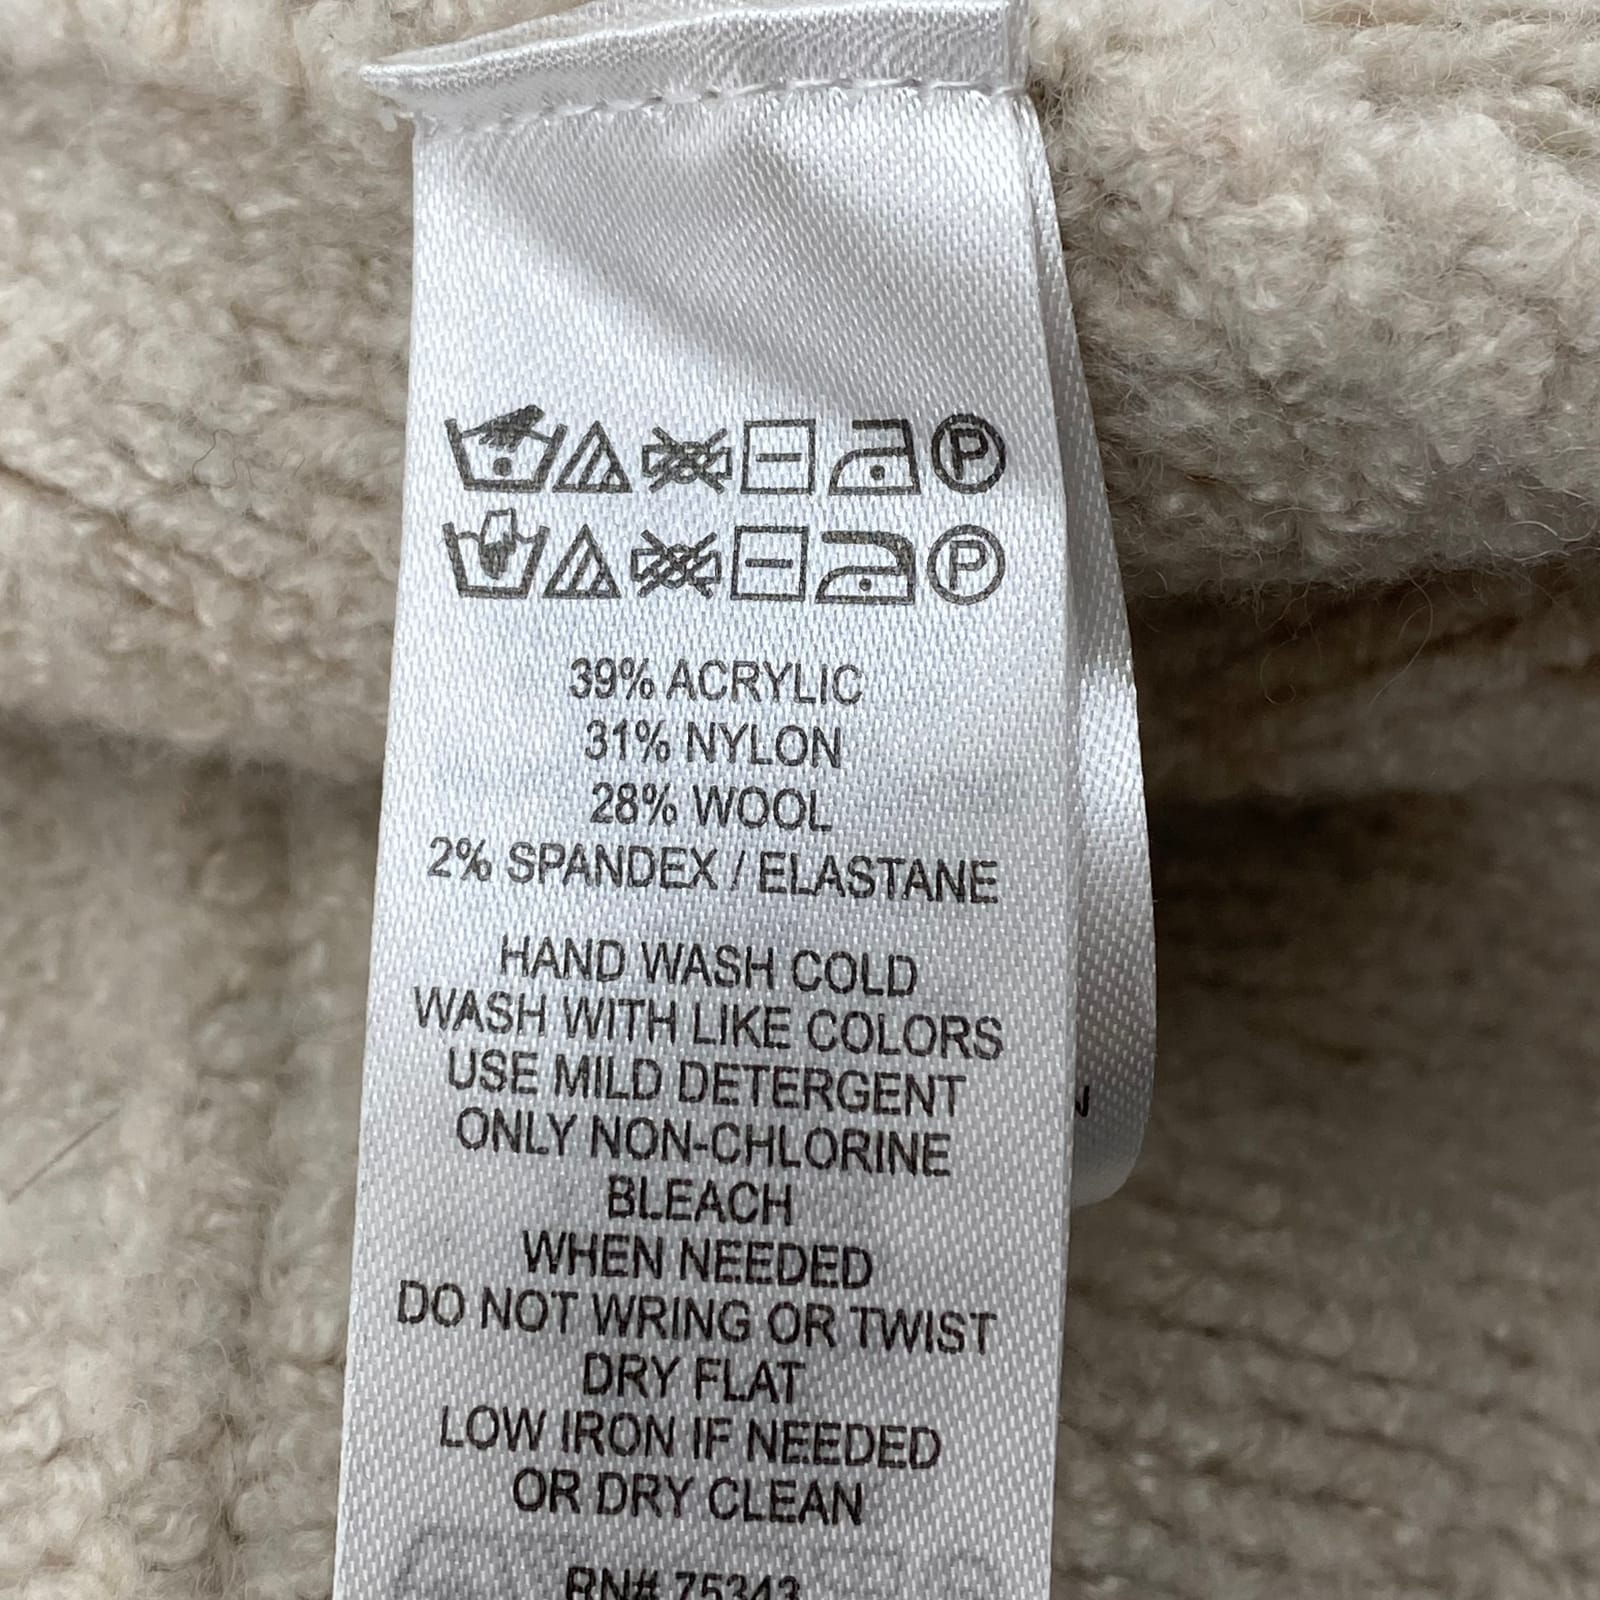 P
P
39% ACRYLIC
31% NYLON
28% WOOL
2% SPANDEX / ELASTANE
HAND WASH COLD
WASH WITH LIKE COLORS
USE MILD DETERGENT
ONLY NON-CHLORINE
BLEACH
WHEN NEEDED
DO NOT WRING OR TWIST
DRY FLAT
LOW IRON IF NEEDED
OR DRY CLEAN
RN# 75343
N